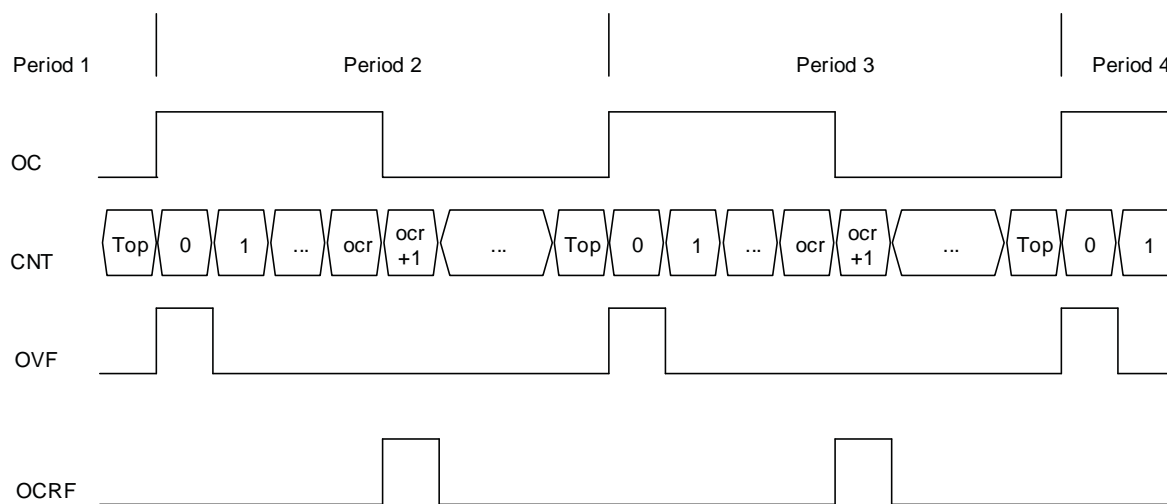 Period 1 Period 2 Period 3 Period 4
OC
CNT Top 0 1 ... ocr ocr +1 ... Top 0 1 ... ocr ocr +1 ... Top 0 1
OVF
OCRF